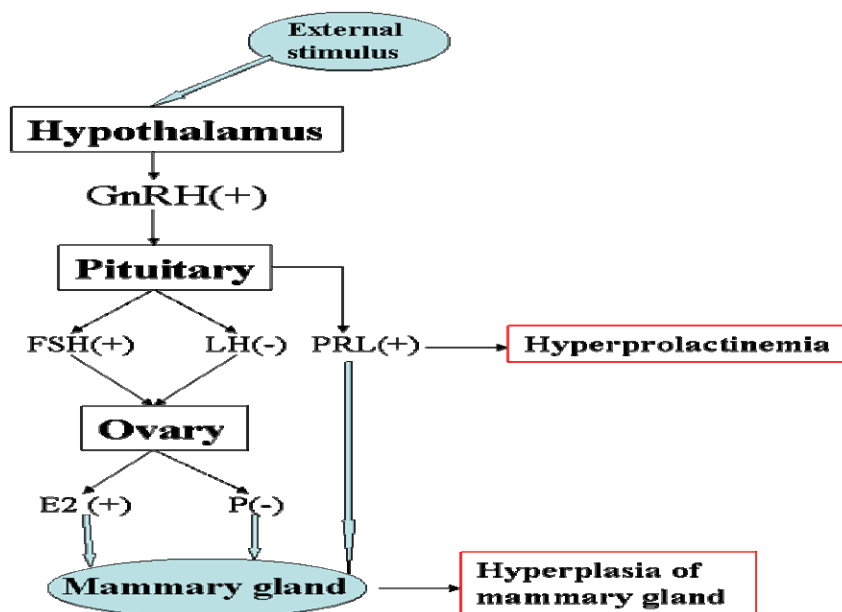 External
stimulus
Hypothalamus
GnRH(+)
Pituitary
FSH(+) LH(-) PRL(+) Hyperprolactinemia
Ovary
E2 (+) P(-)
Mammary gland
Hyperplasia of
mammary gland